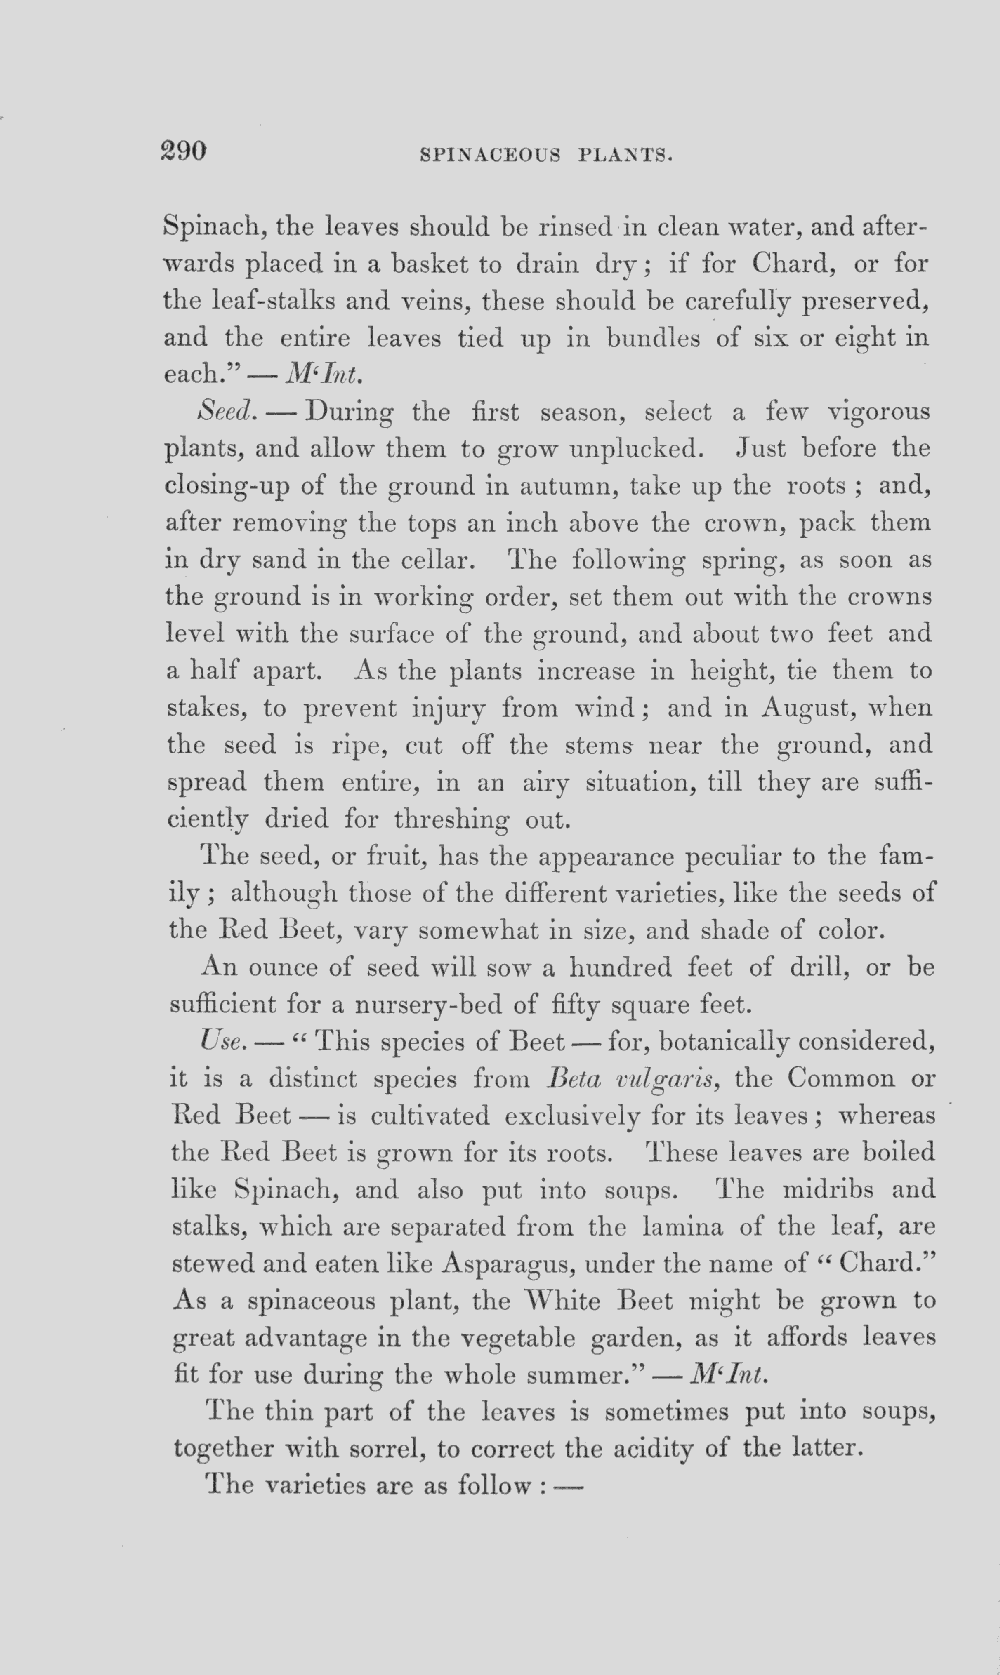 290 SPINACEOUS PLANTS.
Spinach, the leaves should be rinsed in clean water, and after-
wards placed in a basket to drain dry; if for Chard, or for
the leaf-stalks and veins, these should be carefully preserved,
and the entire leaves tied up in bundles of six or eight in
each.” — M‘Int.
Seed. — During the first season, select a few vigorous
plants, and allow them to grow unplucked. Just before the
closing-up of the ground in autumn, take up the roots ; and,
after removing the tops an inch above the crown, pack them
in dry sand in the cellar. The following spring, as soon as
the ground is in working order, set them out with the crowns
level with the surface of the ground, and about two feet and
a half apart. As the plants increase in height, tie them to
stakes, to prevent injury from wind; and in August, when
the seed is ripe, cut off the stems near the ground, and
spread them entire, in an airy situation, till they are suffi-
ciently dried for threshing out.
The seed, or fruit, has the appearance peculiar to the fam-
ily ; although those of the different varieties, like the seeds of
the Red Beet, vary somewhat in size, and shade of color.
An ounce of seed will sow a hundred feet of drill, or be
sufficient for a nursery-bed of fifty square feet.
Use. — “ This species of Beet — for, botanically considered,
it is a distinct species from Beta vulgaris, the Common or
Red Beet — is cultivated exclusively for its leaves; whereas
the Red Beet is grown for its roots. These leaves are boiled
like Spinach, and also put into soups. The midribs and
stalks, which are separated from the lamina of the leaf, are
stewed and eaten like Asparagus, under the name of “ Chard.”
As a spinaceous plant, the White Beet might be grown to
great advantage in the vegetable garden, as it affords leaves
fit for use during the whole summer.” — M‘Int.
The thin part of the leaves is sometimes put into soups,
together with sorrel, to correct the acidity of the latter.
The varieties are as follow : —